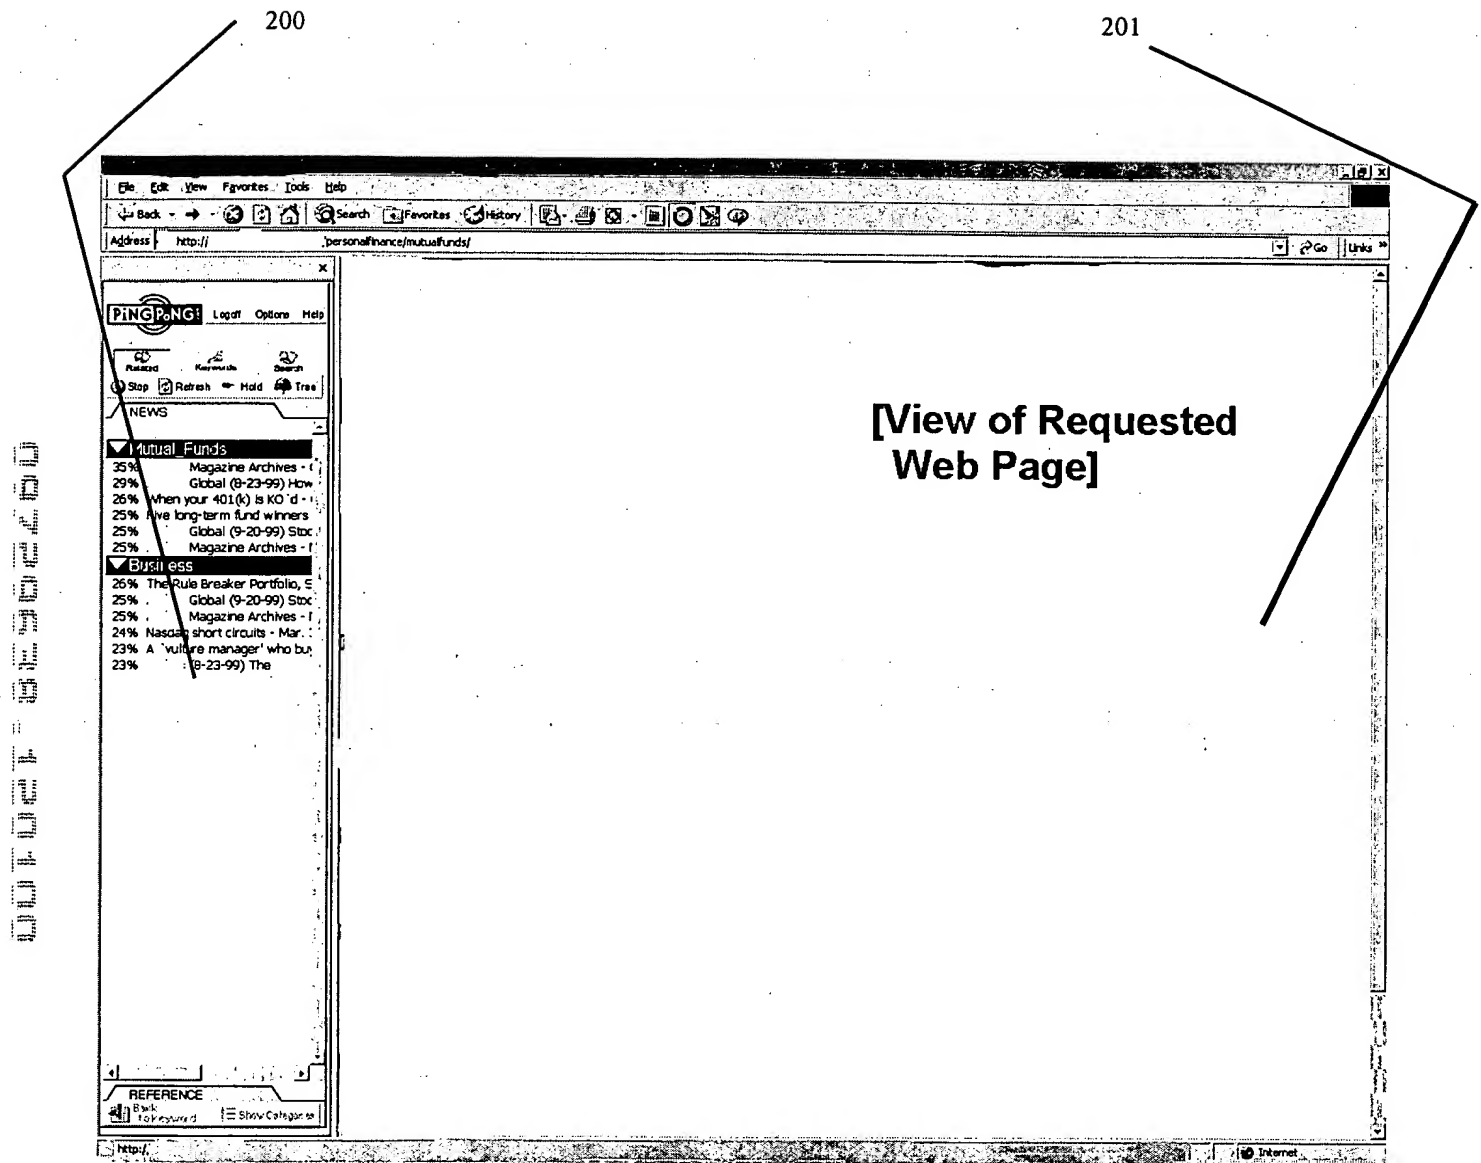 200
201
File Edit View Favorites Tools Help
Back Search Favorites History
Address http:// /personalfinance/mutualfunds/ Go Links »
PiNGPoNG! Logoff Options Help
Related Keywords Search
Stop Refresh Hold Tree
NEWS
Mutual_Funds
35% Magazine Archives -
29% Global (8-23-99) How
26% When your 401(k) is KO`d -
25% Five long-term fund winners
25% Global (9-20-99) Stoc
25% Magazine Archives -
Business
26% The Rule Breaker Portfolio, S
25% Global (9-20-99) Stoc
25% Magazine Archives -
24% Nasdaq short circuits - Mar.
23% A `vulture manager' who buy
23% (8-23-99) The
[View of Requested
Web Page]
REFERENCE
Back
To Keyword Show Categories
http:/
Internet